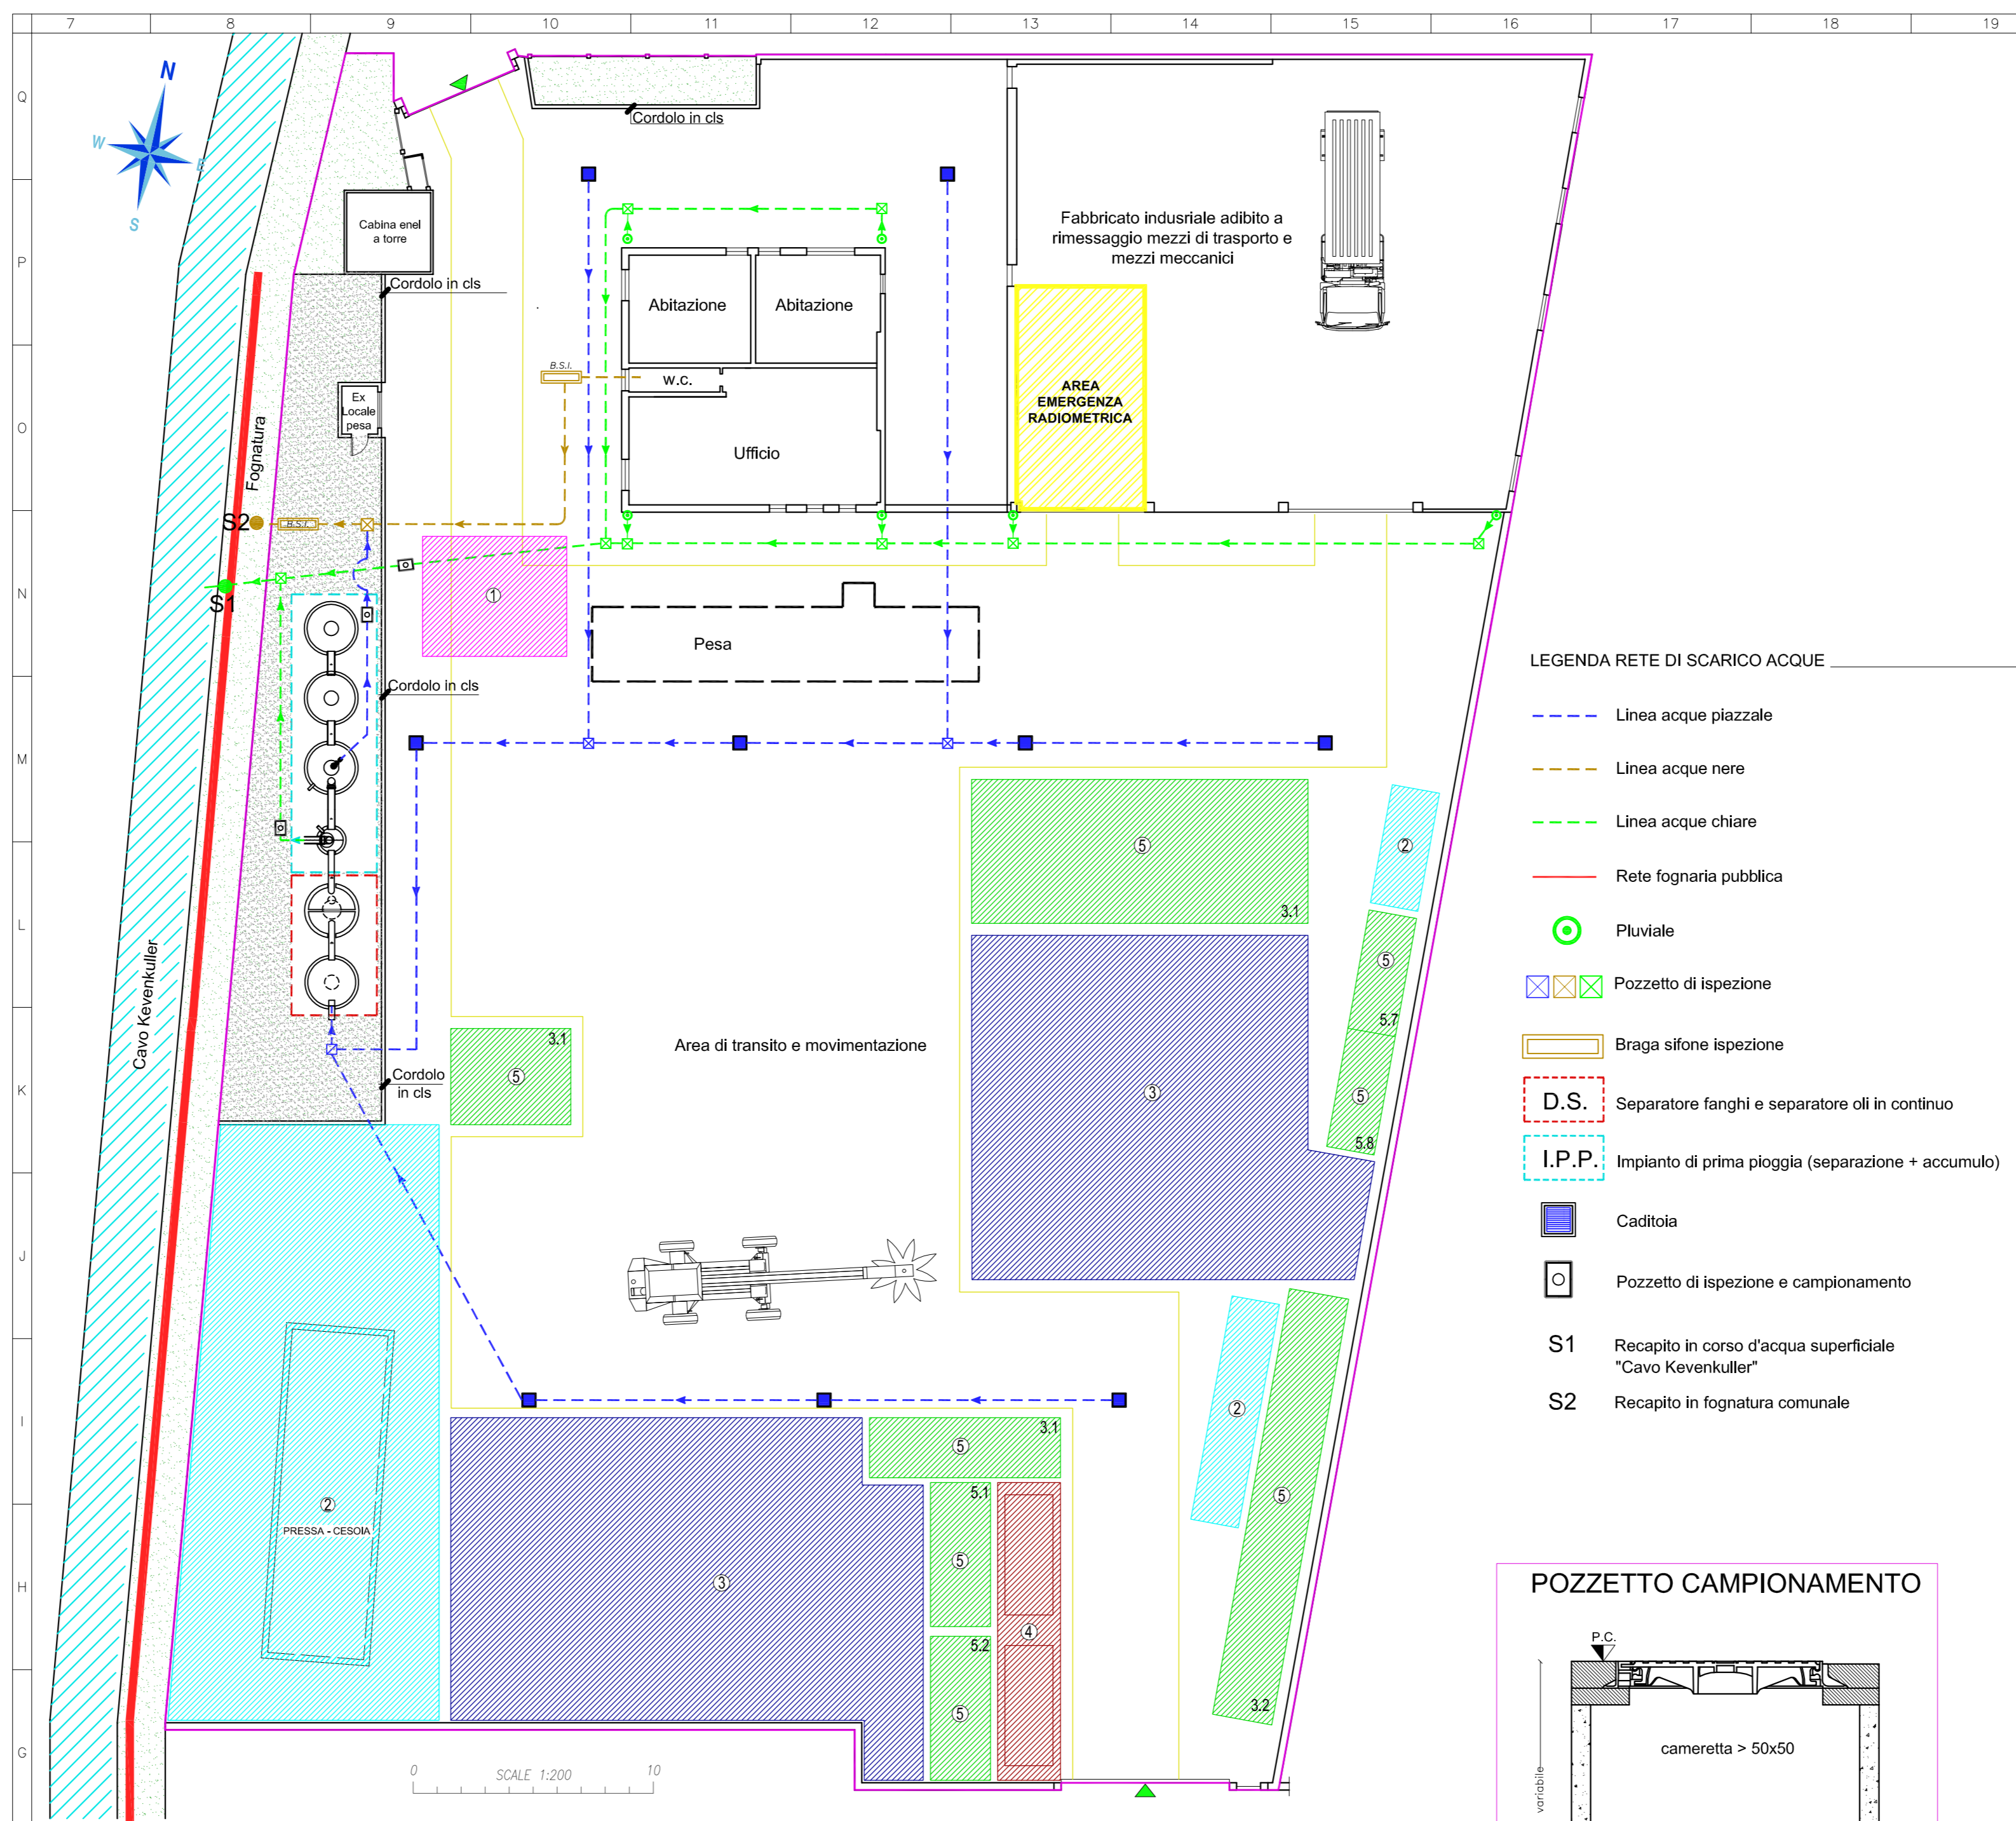 7 8 9 10 11 12 13 14 15 16 17 18 19
Q
P
O
N
M
L
K
J
I
H
G
N
W
E
S
Cordolo in cls
Cabina enel
a torre
Cordolo in cls
Fabbricato indusriale adibito a
rimessaggio mezzi di trasporto e
mezzi meccanici
Abitazione
Abitazione
B.S.I.
w.c.
Ex
Locale
pesa
AREA
EMERGENZA
RADIOMETRICA
Fognatura
Ufficio
S2
B.S.I.
S1
1
Pesa
Cordolo in cls
5
3.1
2
5
5.7
5
5.8
Cavo Kevenkuller
3.1
5
Area di transito e movimentazione
3
Cordolo
in cls
2
PRESSA - CESOIA
3
3.1
5
5.1
5
5.2
5
4
2
5
3.2
0
SCALE 1:200
10
LEGENDA RETE DI SCARICO ACQUE
Linea acque piazzale
Linea acque nere
Linea acque chiare
Rete fognaria pubblica
Pluviale
Pozzetto di ispezione
Braga sifone ispezione
D.S. Separatore fanghi e separatore oli in continuo
I.P.P. Impianto di prima pioggia (separazione + accumulo)
Caditoia
Pozzetto di ispezione e campionamento
S1 Recapito in corso d'acqua superficiale
"Cavo Kevenkuller"
S2 Recapito in fognatura comunale
POZZETTO CAMPIONAMENTO
P.C.
cameretta > 50x50
variabile